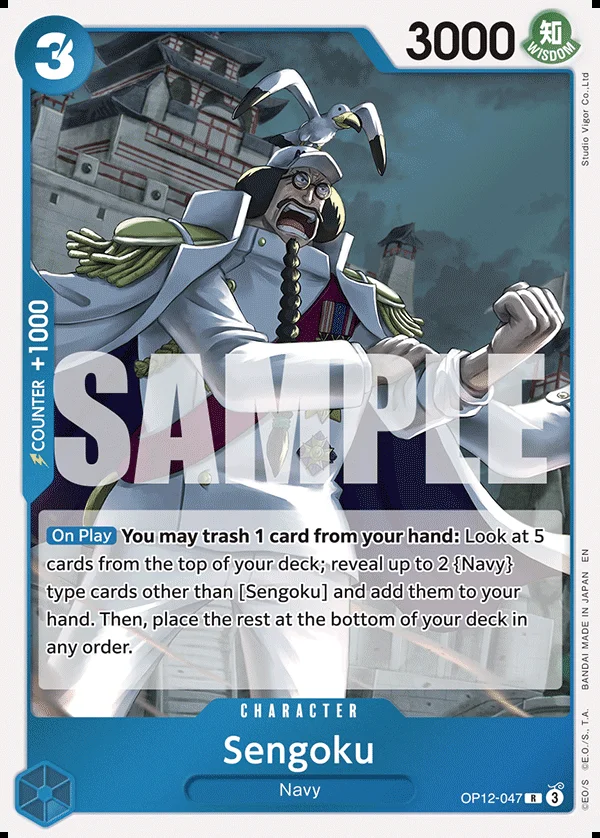 3
3000
知
WISDOM
Studio Vigor Co.,Ltd
COUNTER +1000
SAMPLE
On Play You may trash 1 card from your hand: Look at 5
cards from the top of your deck; reveal up to 2 {Navy}
type cards other than [Sengoku] and add them to your
hand. Then, place the rest at the bottom of your deck in
any order.
CHARACTER
Sengoku
Navy
OP12-047 R 3
©EO/S ©E.O./S., T.A. BANDAI MADE IN JAPAN EN